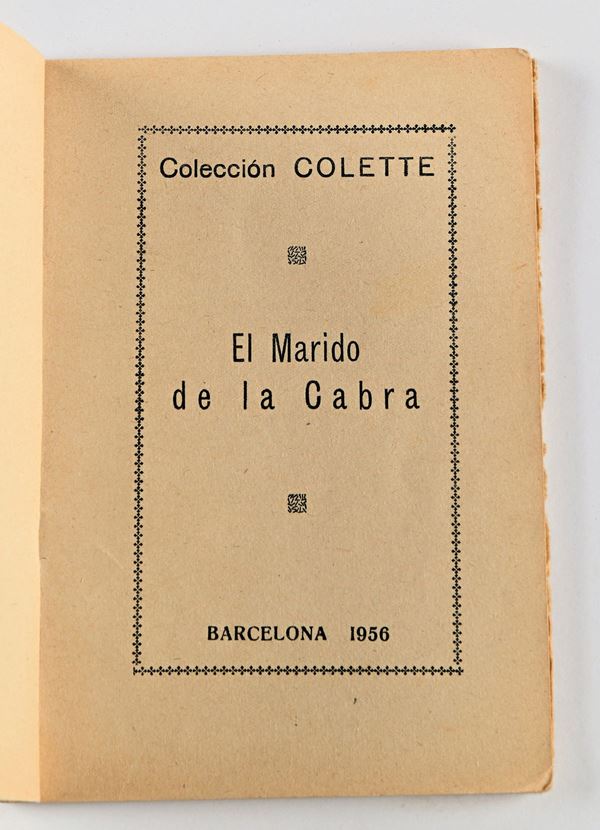 Colección COLETTE
El Marido
de la Cabra
BARCELONA 1956